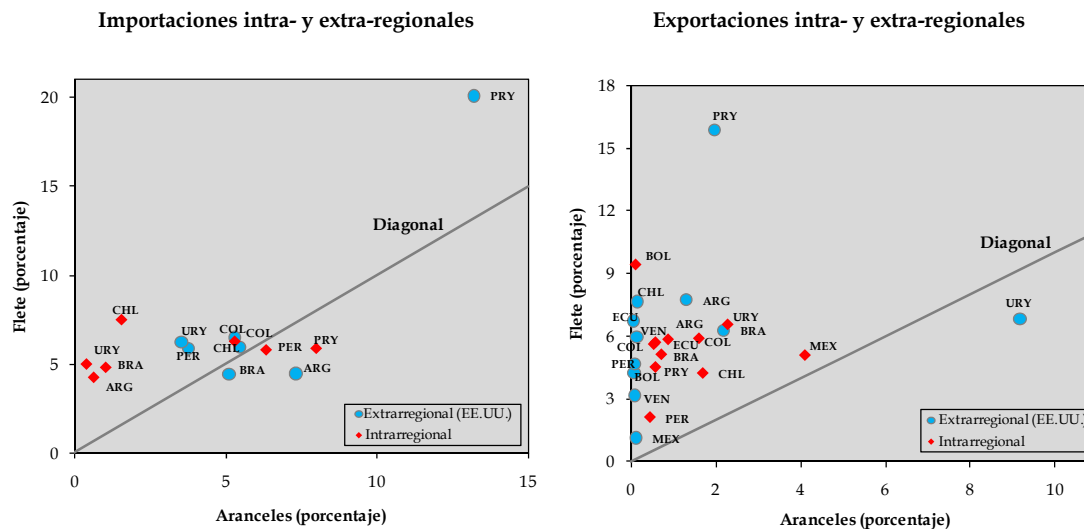 Importaciones intra- y extra-regionales
20
15
10
5
0
0
5
10
15
Flete (porcentaje)
Aranceles (porcentaje)
PRY
Diagonal
CHL
URY
COL
COL
URY
PER
CHL
PER
PRY
BRA
BRA
ARG
ARG
Extrarregional (EE.UU.)
Intrarregional
Exportaciones intra- y extra-regionales
18
15
12
9
6
3
0
0
2
4
6
8
10
Flete (porcentaje)
Aranceles (porcentaje)
PRY
BOL
Diagonal
CHL
ARG
URY
ECU
URY
VEN
ARG
BRA
COL
ECU
COL
BRA
MEX
PER
BOL
PRY
CHL
VEN
PER
MEX
Extrarregional (EE.UU.)
Intrarregional